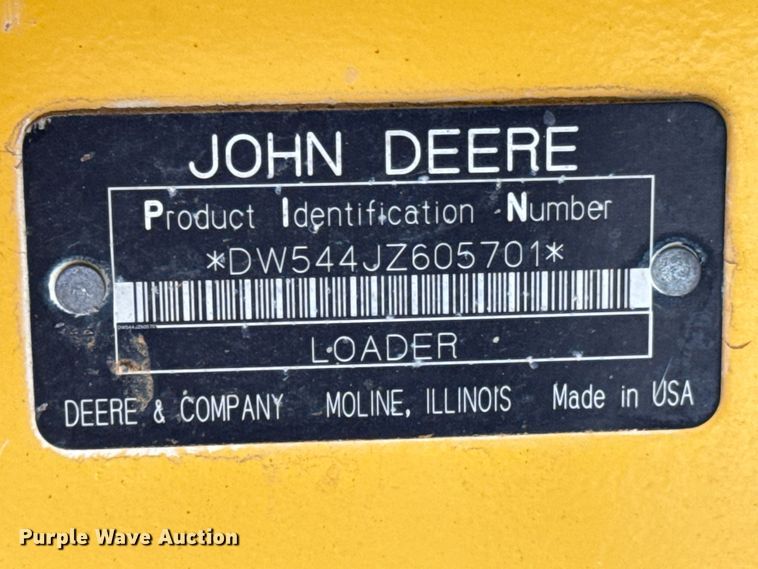 JOHN DEERE
Product Identification Number
*DW544JZ605701*
LOADER
DEERE & COMPANY MOLINE, ILLINOIS Made in USA
Purple Wave Auction